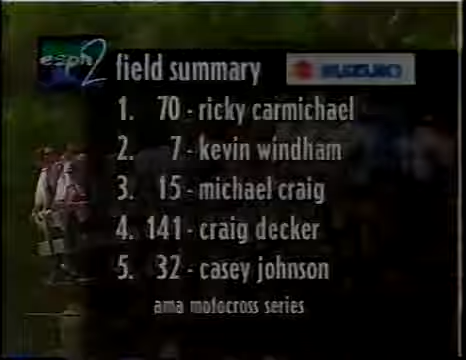 espn2
field summary
SUZUKI
1. 70 - ricky carmichael
2. 7 - kevin windham
3. 15 - michael craig
4. 141 - craig decker
5. 32 - casey johnson
ama motocross series